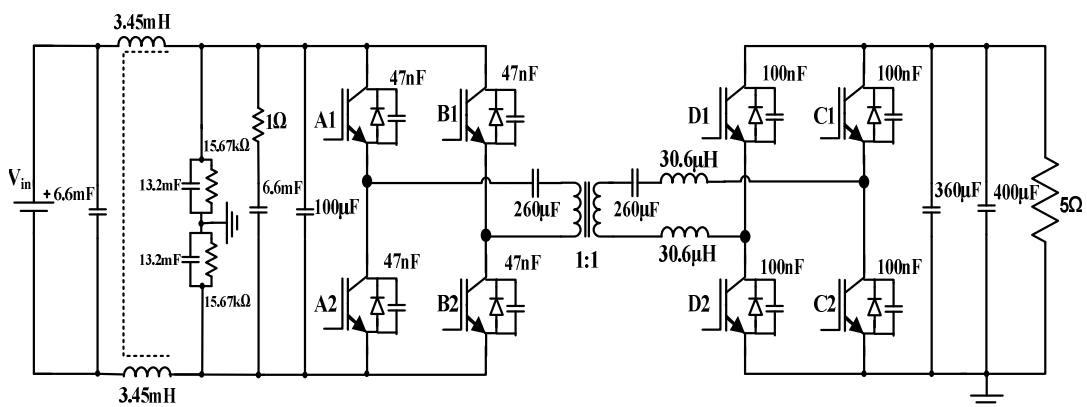 3.45mH
47nF
47nF
100nF
100nF
A1
B1
D1
C1
1Ω
15.67kΩ
30.6μH
Vin
+
6.6mF
13.2mF
6.6mF
100μF
260μF
260μF
360μF
400μF
5Ω
30.6μH
1:1
13.2mF
15.67kΩ
47nF
47nF
100nF
100nF
A2
B2
D2
C2
3.45mH